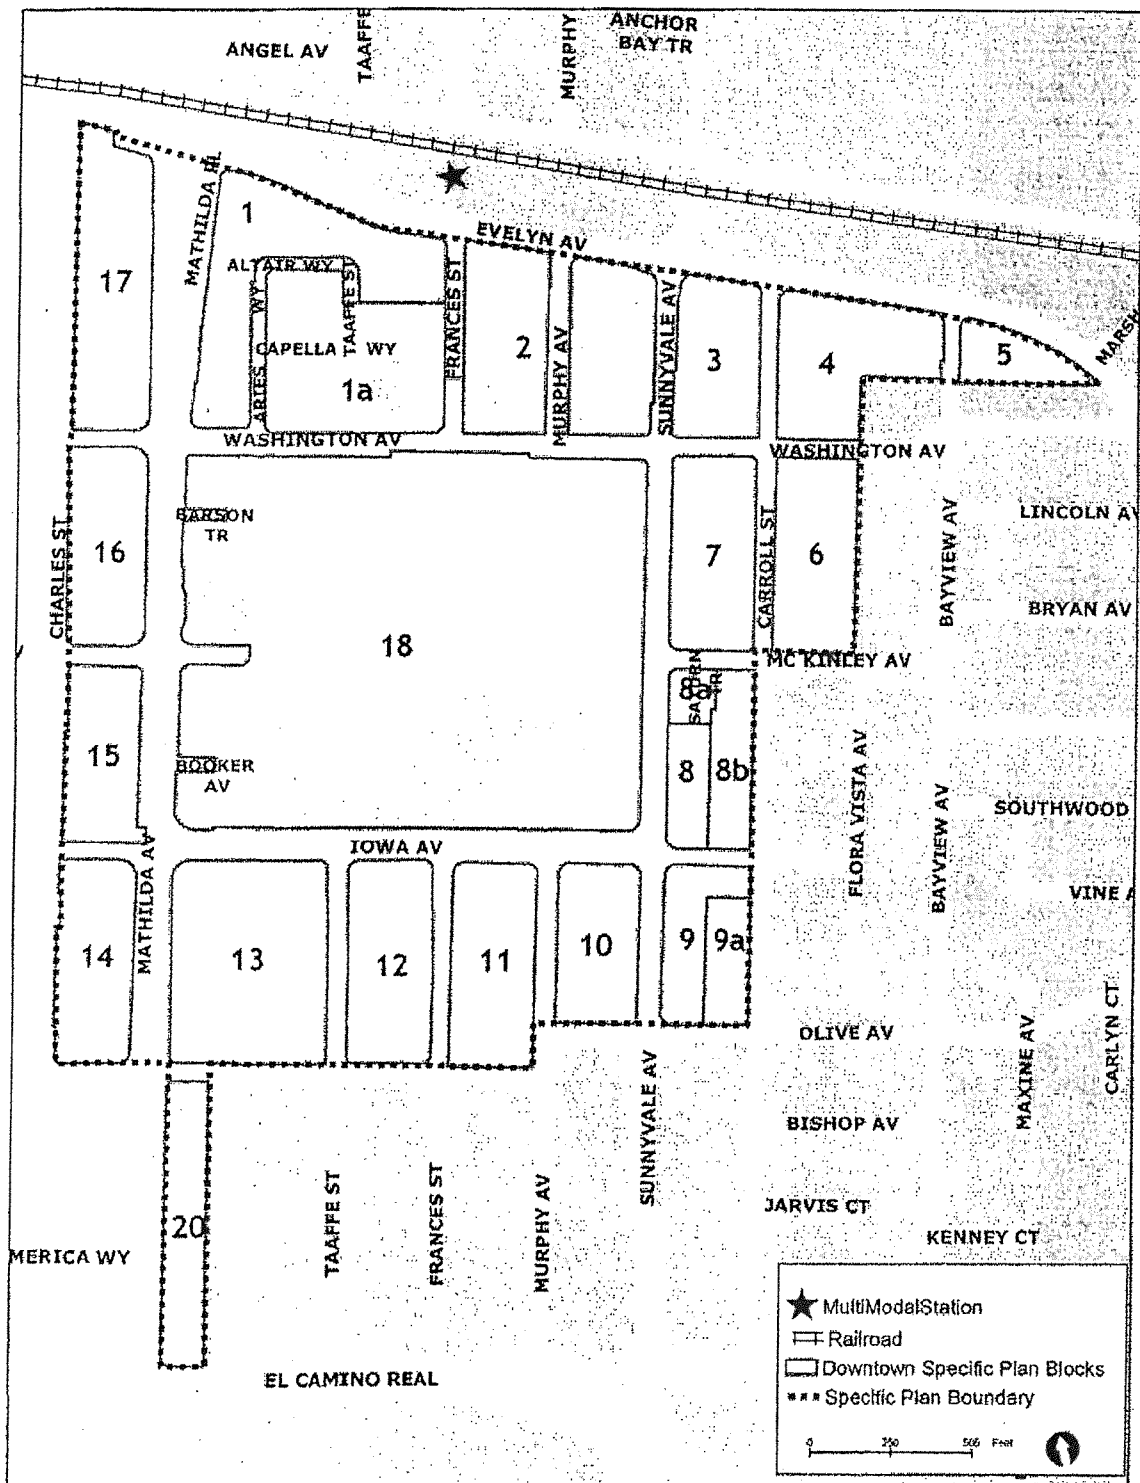 ANCHOR
BAY TR
ANGEL AV
TAAFFE
MURPHY
MATHILDA PL
1
EVELYN AV
17
ALTAIR WY
TAAFFE ST
FRANCES ST
SUNNYVALE AV
MARSH
ARIES WY
CAPELLA WY
1a
2
MURPHY AV
3
4
5
WASHINGTON AV
WASHINGTON AV
TR
LINCOLN AV
CHARLES ST
16
7
CARROLL ST
6
BAYVIEW AV
BRYAN AV
18
MC KINLEY AV
8a
TR
15
BOOKER
AV
8
8b
FLORA VISTA AV
BAYVIEW AV
SOUTHWOOD
IOWA AV
MATHILDA AV
VINE A
14
13
12
11
10
9
9a
OLIVE AV
MAXINE AV
CARLYN CT
SUNNYVALE AV
BISHOP AV
20
TAAFFE ST
FRANCES ST
MURPHY AV
JARVIS CT
KENNEY CT
MERICA WY
EL CAMINO REAL
MultiModalStation
Railroad
Downtown Specific Plan Blocks
Specific Plan Boundary
0 250 500 Feet